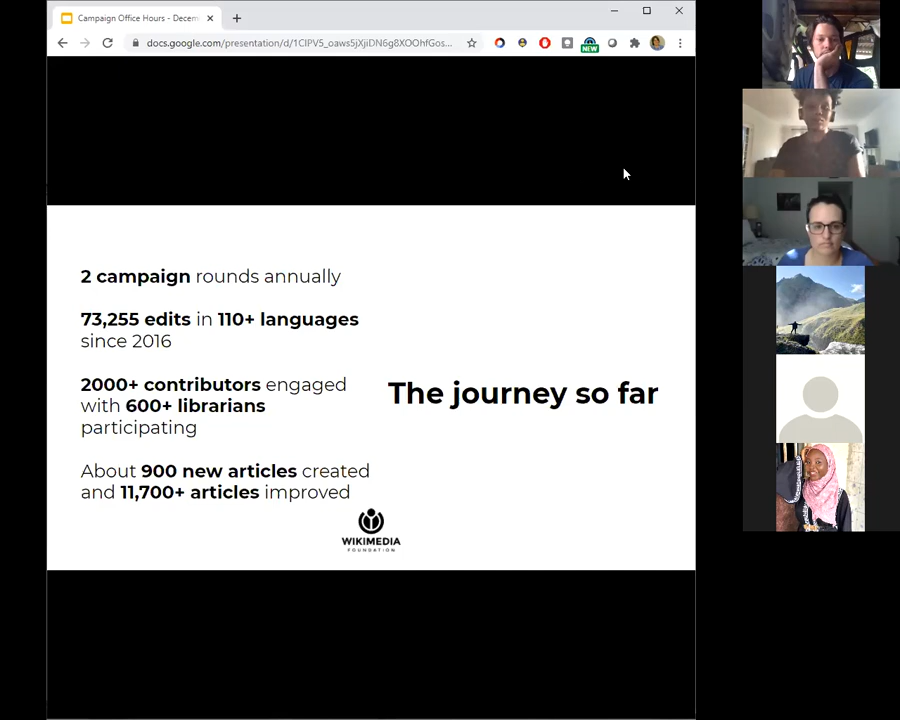 Campaign Office Hours - Decem
docs.google.com/presentation/d/1CIPV5_oaws5jXjiDN6g8XOOhfGos...
NEW
2 campaign rounds annually
73,255 edits in 110+ languages
since 2016
2000+ contributors engaged
with 600+ librarians
participating
About 900 new articles created
and 11,700+ articles improved
The journey so far
WIKIMEDIA
FOUNDATION